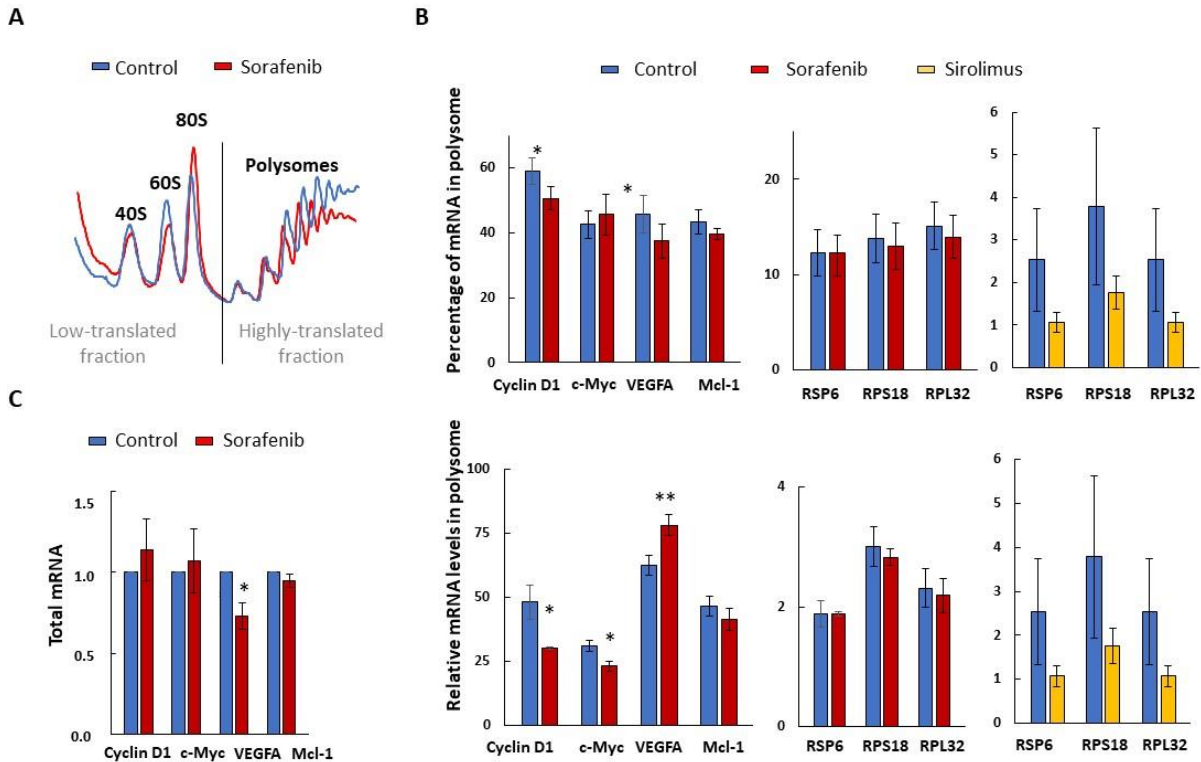 A
Control Sorafenib
80S
60S
40S
Polysomes
Low-translated
fraction
Highly-translated
fraction
B
Control Sorafenib Sirolimus
Percentage of mRNA in polysome
60
40
20
0
*
*
Cyclin D1 c-Myc VEGFA Mcl-1
20
10
0
RSP6 RPS18 RPL32
6
5
4
3
2
1
0
RSP6 RPS18 RPL32
Relative mRNA levels in polysome
100
75
50
25
0
*
*
**
Cyclin D1 c-Myc VEGFA Mcl-1
4
2
0
RSP6 RPS18 RPL32
6
5
4
3
2
1
0
RSP6 RPS18 RPL32
C
Control Sorafenib
Total mRNA
1.5
1.0
0.5
0.0
*
Cyclin D1 c-Myc VEGFA Mcl-1